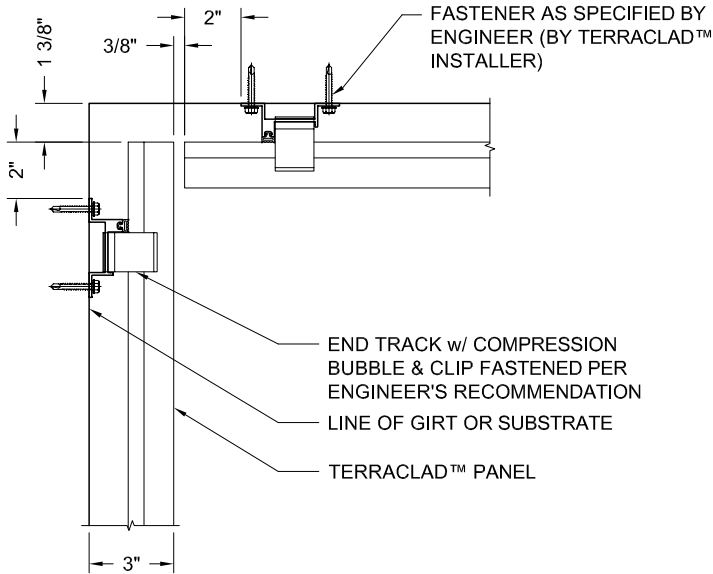 2"
3/8"
1 3/8"
2"
FASTENER AS SPECIFIED BY
ENGINEER (BY TERRACLAD™
INSTALLER)
END TRACK w/ COMPRESSION
BUBBLE & CLIP FASTENED PER
ENGINEER'S RECOMMENDATION
LINE OF GIRT OR SUBSTRATE
TERRACLAD™ PANEL
3"